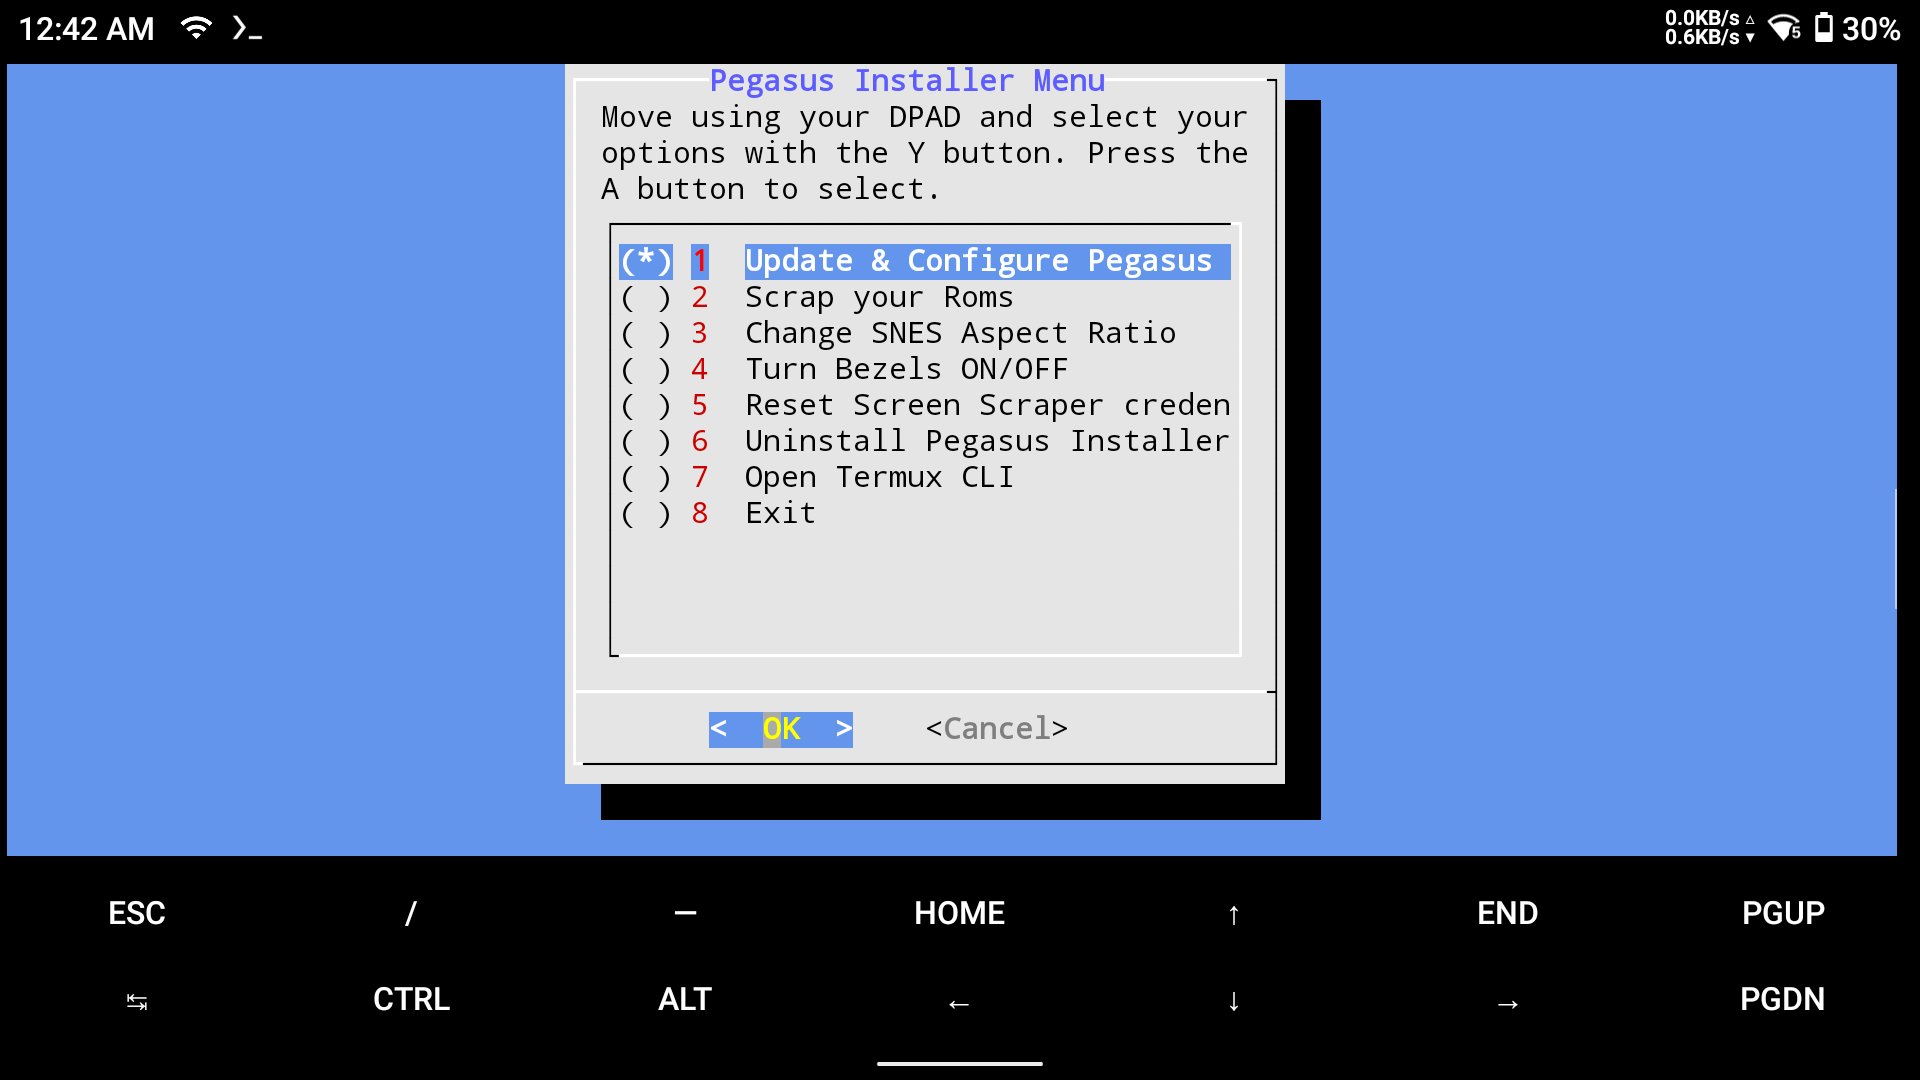 12:42 AM
0.0KB/s ▵
0.6KB/s ▾
5
30%
Pegasus Installer Menu
Move using your DPAD and select your
options with the Y button. Press the
A button to select.
(*) 1 Update & Configure Pegasus
( ) 2 Scrap your Roms
( ) 3 Change SNES Aspect Ratio
( ) 4 Turn Bezels ON/OFF
( ) 5 Reset Screen Scraper creden
( ) 6 Uninstall Pegasus Installer
( ) 7 Open Termux CLI
( ) 8 Exit
< OK > <Cancel>
ESC / — HOME ↑ END PGUP
↹ CTRL ALT ← ↓ → PGDN